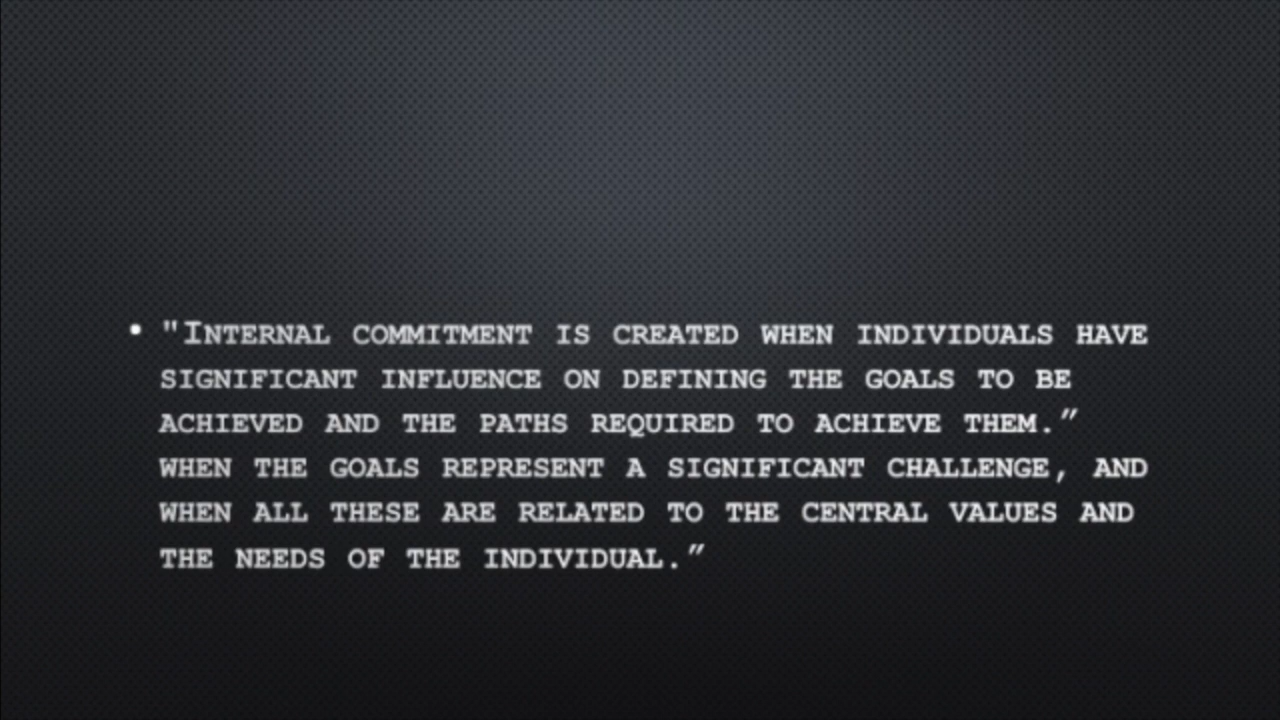 • "Internal commitment is created when individuals have
significant influence on defining the goals to be
achieved and the paths required to achieve them.”
when the goals represent a significant challenge, and
when all these are related to the central values and
the needs of the individual.”